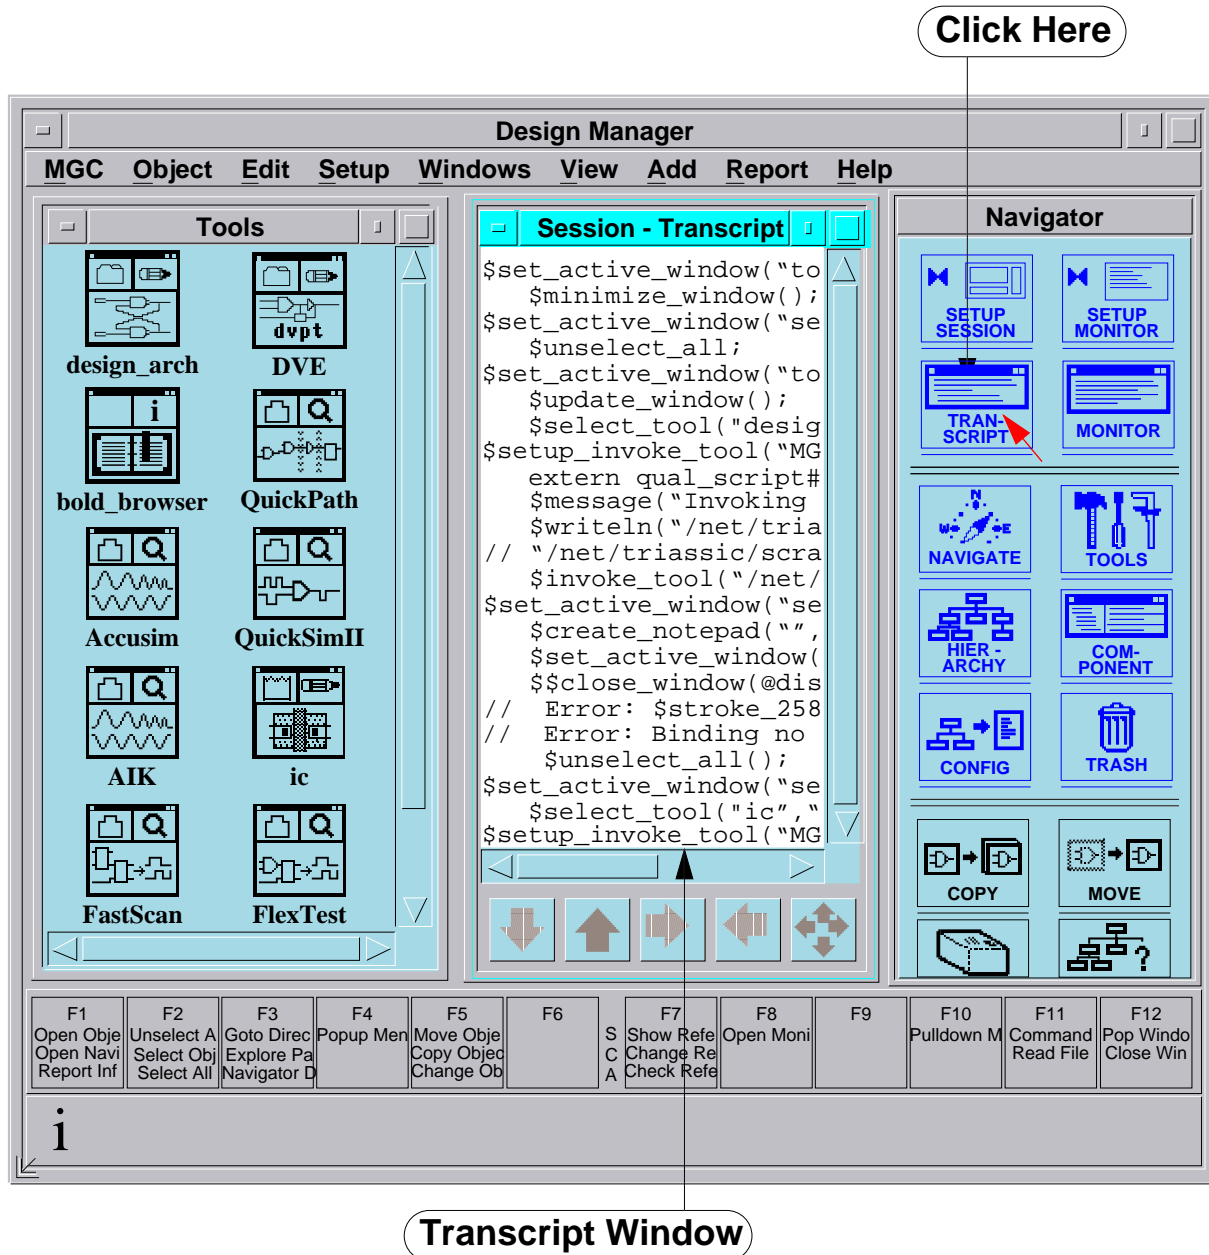 Click Here
Design Manager
MGC Object Edit Setup Windows View Add Report Help
Tools
design_arch
dvpt
DVE
i
bold_browser
QuickPath
Accusim
QuickSimII
AIK
ic
FastScan
FlexTest
Session - Transcript
$set_active_window(“to
$minimize_window();
$set_active_window(“se
$unselect_all;
$set_active_window(“to
$update_window();
$select_tool("desig
$setup_invoke_tool(“MG
extern qual_script#
$message(“Invoking
$writeln(“/net/tria
// “/net/triassic/scra
$invoke_tool(“/net/
$set_active_window(“se
$create_notepad(“”,
$set_active_window(
$$close_window(@dis
// Error: $stroke_258
// Error: Binding no
$unselect_all();
$set_active_window(“se
$select_tool("ic”,“
$setup_invoke_tool(“MG
Navigator
SETUP
SESSION
SETUP
MONITOR
TRAN-
SCRIPT
MONITOR
N
W E
S
NAVIGATE
TOOLS
HIER -
ARCHY
COM-
PONENT
CONFIG
TRASH
COPY
MOVE
?
F1
Open Obje
Open Navi
Report Inf
F2
Unselect A
Select Obj
Select All
F3
Goto Direc
Explore Pa
Navigator D
F4
Popup Men
F5
Move Obje
Copy Objec
Change Ob
F6
S
C
A
F7
Show Refe
Change Re
Check Refe
F8
Open Moni
F9
F10
Pulldown M
F11
Command
Read File
F12
Pop Windo
Close Win
i
Transcript Window